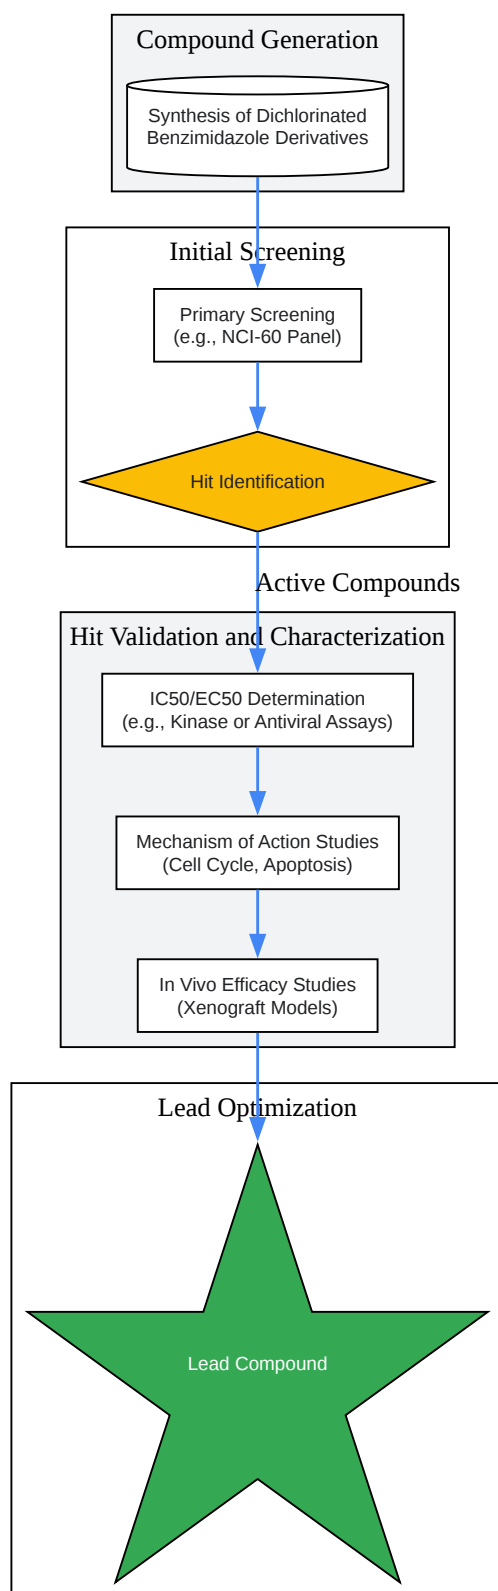 Compound Generation
Synthesis of Dichlorinated
Benzimidazole Derivatives
Initial Screening
Primary Screening
(e.g., NCI-60 Panel)
Hit Identification
Active Compounds
Hit Validation and Characterization
IC50/EC50 Determination
(e.g., Kinase or Antiviral Assays)
Mechanism of Action Studies
(Cell Cycle, Apoptosis)
In Vivo Efficacy Studies
(Xenograft Models)
Lead Optimization
Lead Compound